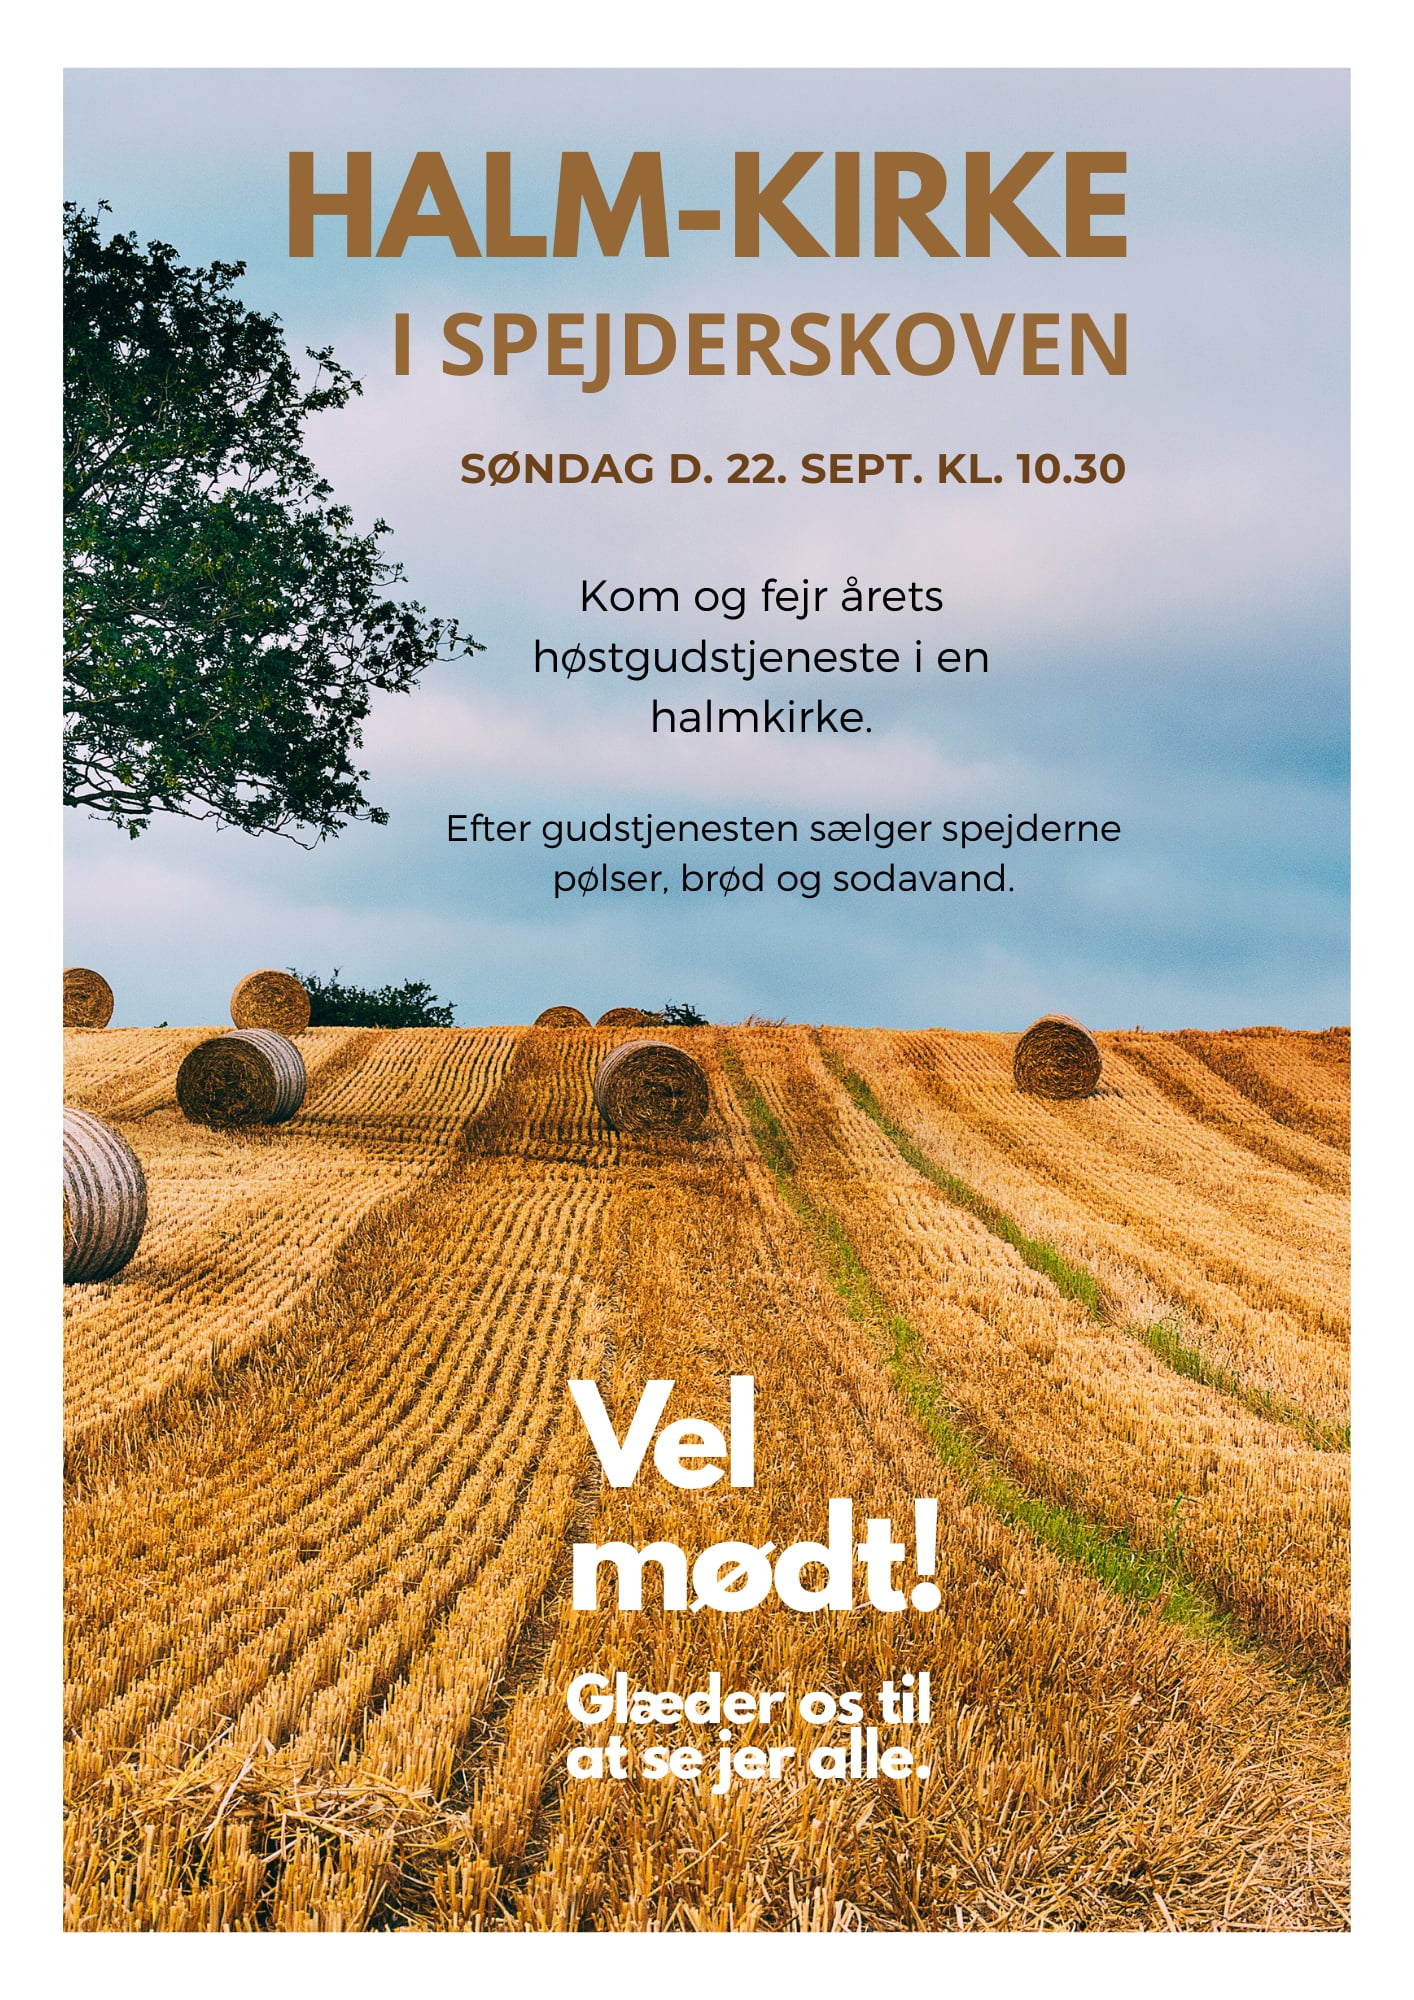 HALM-KIRKE
I SPEJDERSKOVEN
SØNDAG D. 22. SEPT. KL. 10.30
Kom og fejr årets
høstgudstjeneste i en
halmkirke.
Efter gudstjenesten sælger spejderne
pølser, brød og sodavand.
Vel
mødt!
Glæder os til
at se jer alle.